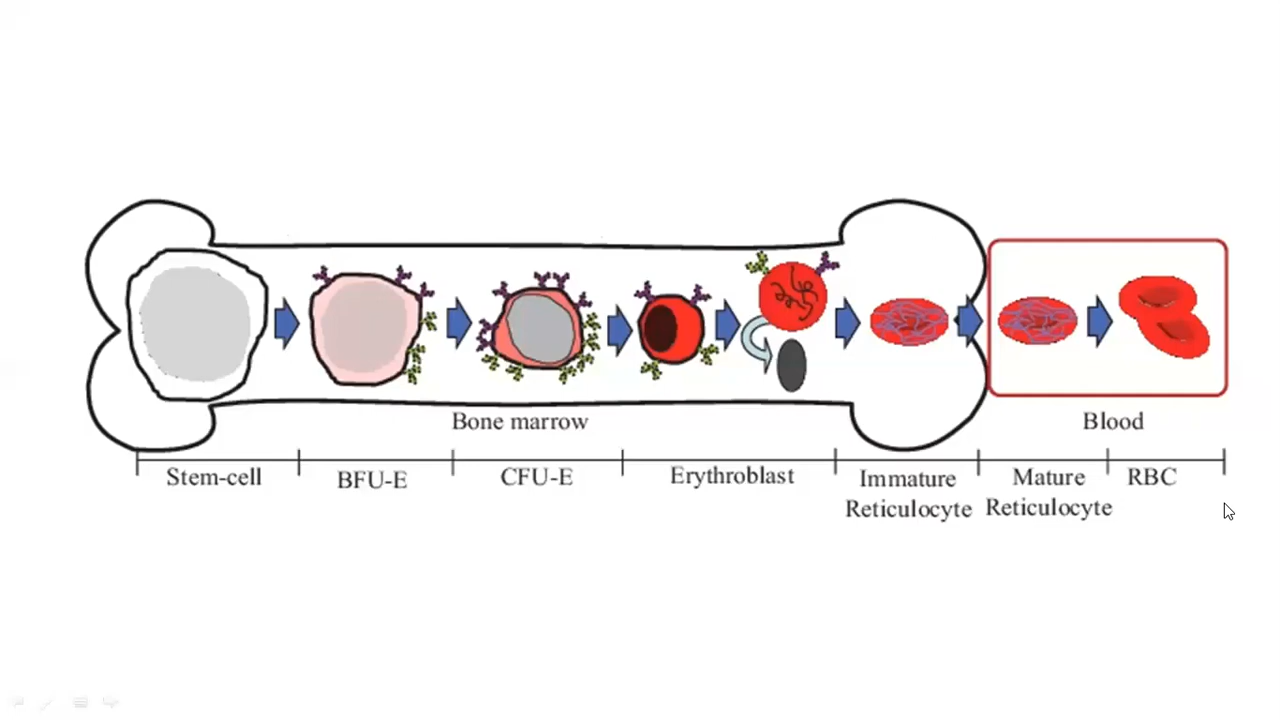 Bone marrow
Blood
Stem-cell
BFU-E
CFU-E
Erythroblast
Immature
Reticulocyte
Mature
Reticulocyte
RBC